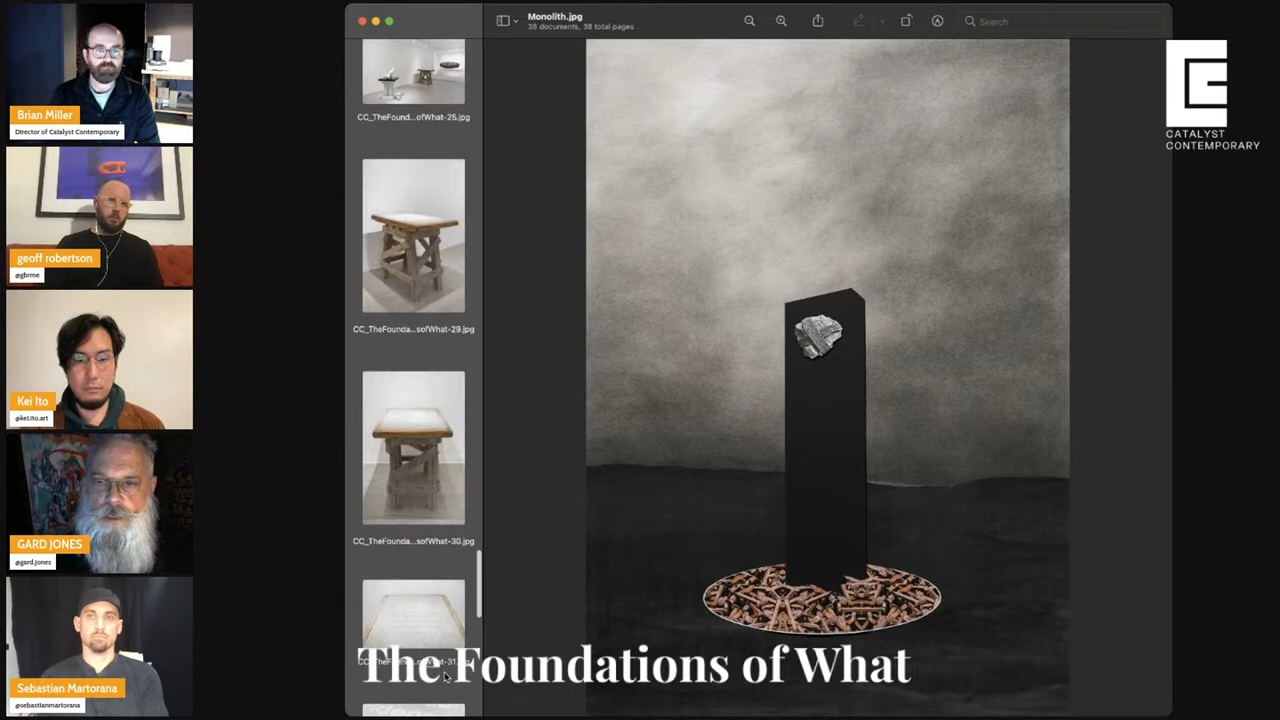 Brian Miller
Director of Catalyst Contemporary
geoff robertson
@gbrme
Kei Ito
@kei.ito.art
GARD JONES
@gard.jones
Sebastian Martorana
@sebastianmartorana
Monolith.jpg
38 documents, 38 total pages
Search
CC_TheFound...ofWhat-25.jpg
CC_TheFounda...sofWhat-29.jpg
CC_TheFounda...sofWhat-30.jpg
The Foundations of What
CATALYST
CONTEMPORARY